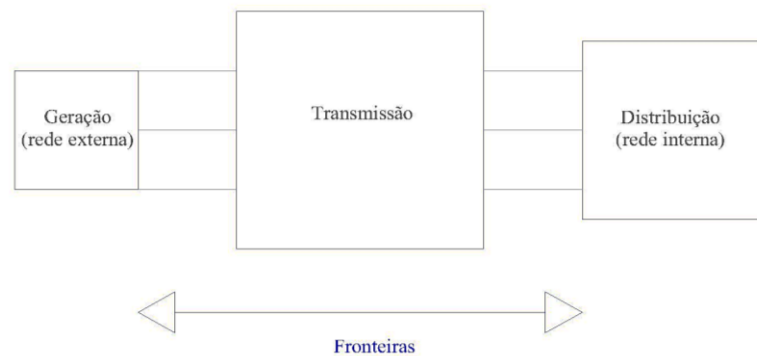 Geração
(rede externa)
Transmissão
Distribuição
(rede interna)
Fronteiras